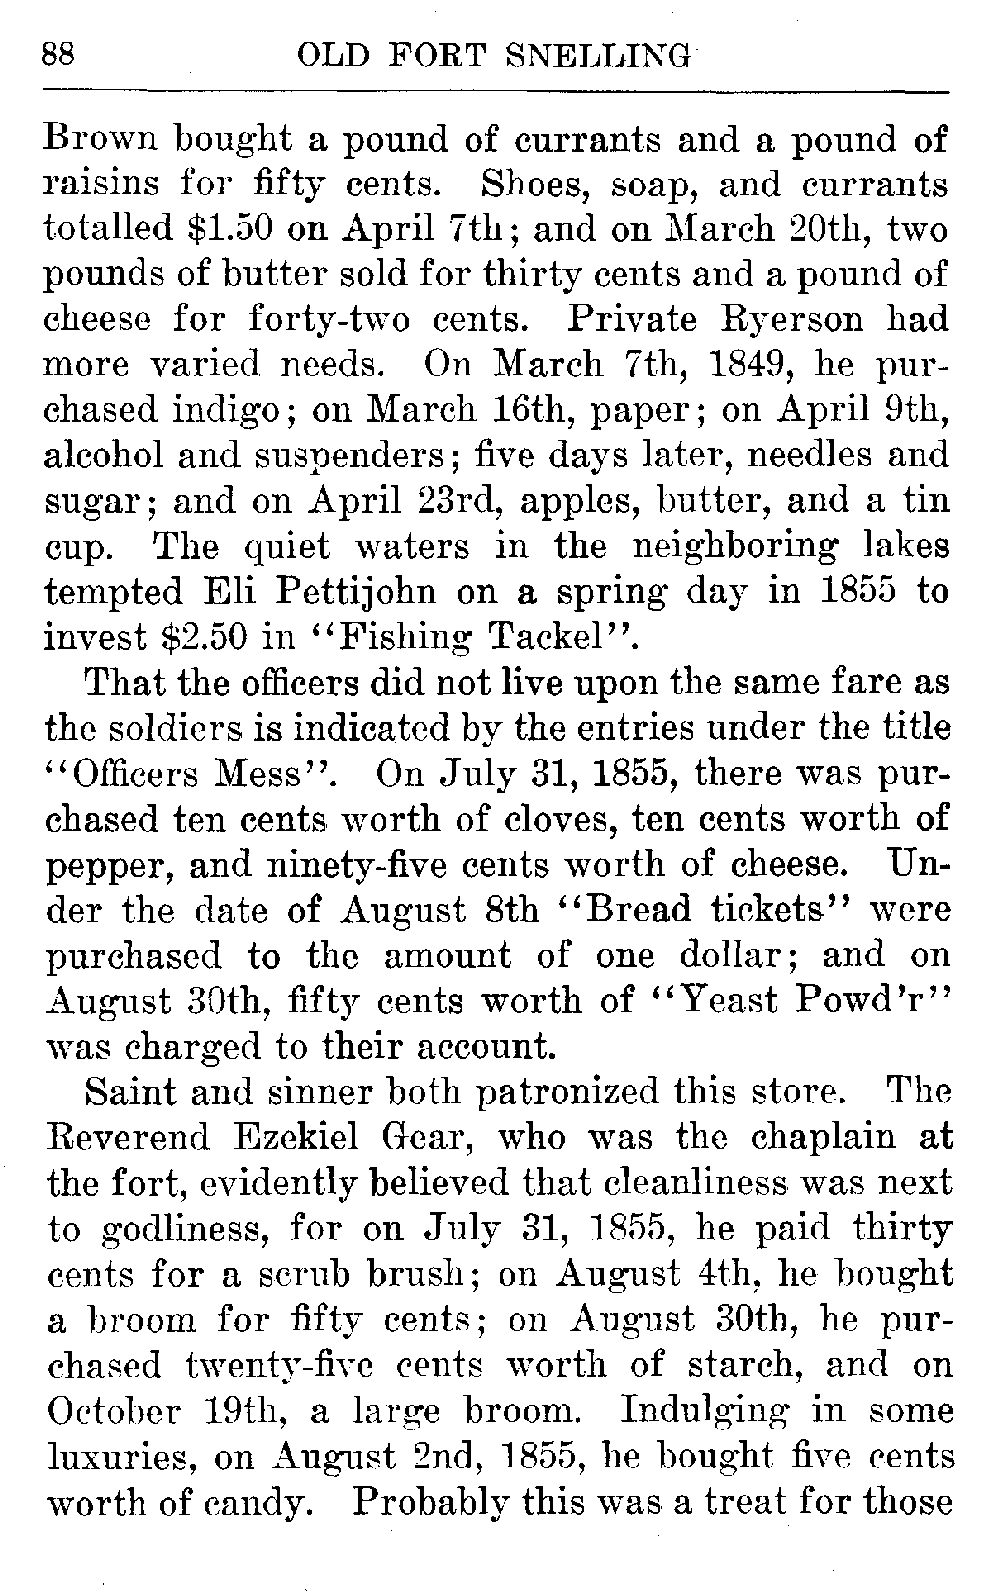 88 OLD FORT SNELLING
Brown bought a pound of currants and a pound of
raisins for fifty cents. Shoes, soap, and currants
totalled $1.50 on April 7th; and on March 20th, two
pounds of butter sold for thirty cents and a pound of
cheese for forty-two cents. Private Ryerson had
more varied needs. On March 7th, 1849, he pur-
chased indigo; on March 16th, paper; on April 9th,
alcohol and suspenders; five days later, needles and
sugar; and on April 23rd, apples, butter, and a tin
cup. The quiet waters in the neighboring lakes
tempted Eli Pettijohn on a spring day in 1855 to
invest $2.50 in "Fishing Tackel".
That the officers did not live upon the same fare as
the soldiers is indicated by the entries under the title
"Officers Mess". On July 31, 1855, there was pur-
chased ten cents worth of cloves, ten cents worth of
pepper, and ninety-five cents worth of cheese. Un-
der the date of August 8th "Bread tickets" were
purchased to the amount of one dollar; and on
August 30th, fifty cents worth of "Yeast Powd'r"
was charged to their account.
Saint and sinner both patronized this store. The
Reverend Ezekiel Gear, who was the chaplain at
the fort, evidently believed that cleanliness was next
to godliness, for on July 31, 1855, he paid thirty
cents for a scrub brush; on August 4th, he bought
a broom for fifty cents; on August 30th, he pur-
chased twenty-five cents worth of starch, and on
October 19th, a large broom. Indulging in some
luxuries, on August 2nd, 1855, he bought five cents
worth of candy. Probably this was a treat for those